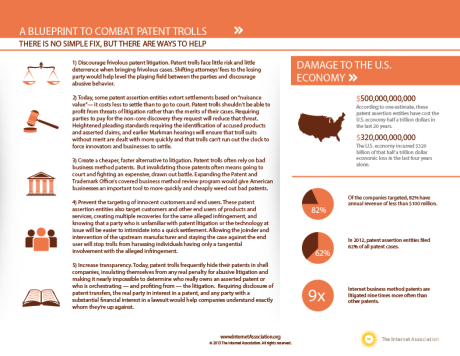 A BLUEPRINT TO COMBAT PATENT TROLLS »
THERE IS NO SIMPLE FIX, BUT THERE ARE WAYS TO HELP
1) Discourage frivolous patent litigation. Patent trolls face little risk and little
deterrence when bringing frivolous cases. Shifting attorneys' fees to the losing
party would help level the playing field between the parties and discourage
abusive behavior.
2) Today, some patent assertion entities extort settlements based on "nuisance
value"— it costs less to settle than to go to court. Patent trolls shouldn't be able to
profit from threats of litigation rather than the merits of their cases. Requiring
parties to pay for the non-core discovery they request will reduce that threat.
Heightened pleading standards requiring the identification of accused products
and asserted claims, and earlier Markman hearings will ensure that troll suits
without merit are dealt with more quickly and that trolls can't run out the clock to
force innovators and businesses to settle.
3) Create a cheaper, faster alternative to litigation. Patent trolls often rely on bad
business method patents. But invalidating those patents often means going to
court and fighting an expensive, drawn out battle. Expanding the Patent and
Trademark Office's covered business method review program would give American
businesses an important tool to more quickly and cheaply weed out bad patents.
4) Prevent the targeting of innocent customers and end users. These patent
assertion entities also target customers and other end users of products and
services, creating multiple recoveries for the same alleged infringement, and
knowing that a party who is unfamiliar with patent litigation or the technology at
issue will be easier to intimidate into a quick settlement. Allowing the joinder and
intervention of the upstream manufacturer and staying the case against the end
user will stop trolls from harassing individuals having only a tangential
involvement with the alleged infringement.
5) Increase transparency. Today, patent trolls frequently hide their patents in shell
companies, insulating themselves from any real penalty for abusive litigation and
making it nearly impossible to determine who really owns an asserted patent or
who is orchestrating — and profiting from — the litigation. Requiring disclosure of
patent transfers, the real party in interest in a patent, and any party with a
substantial financial interest in a lawsuit would help companies understand exactly
whom they're up against.
DAMAGE TO THE U.S.
ECONOMY »
$500,000,000,000
According to one estimate, these
patent assertion entities have cost the
U.S. economy half a trillion dollars in
the last 20 years.
$320,000,000,000
The U.S. economy incurred $320
billion of that half a trillion dollar
economic loss in the last four years
alone.
82%
Of the companies targeted, 82% have
annual revenue of less than $100 million.
62%
In 2012, patent assertion entities filed
62% of all patent cases.
9x
Internet business method patents are
litigated nine times more often than
other patents.
www.InternetAssociation.org
© 2013 The Internet Association. All rights reserved.
The Internet Association